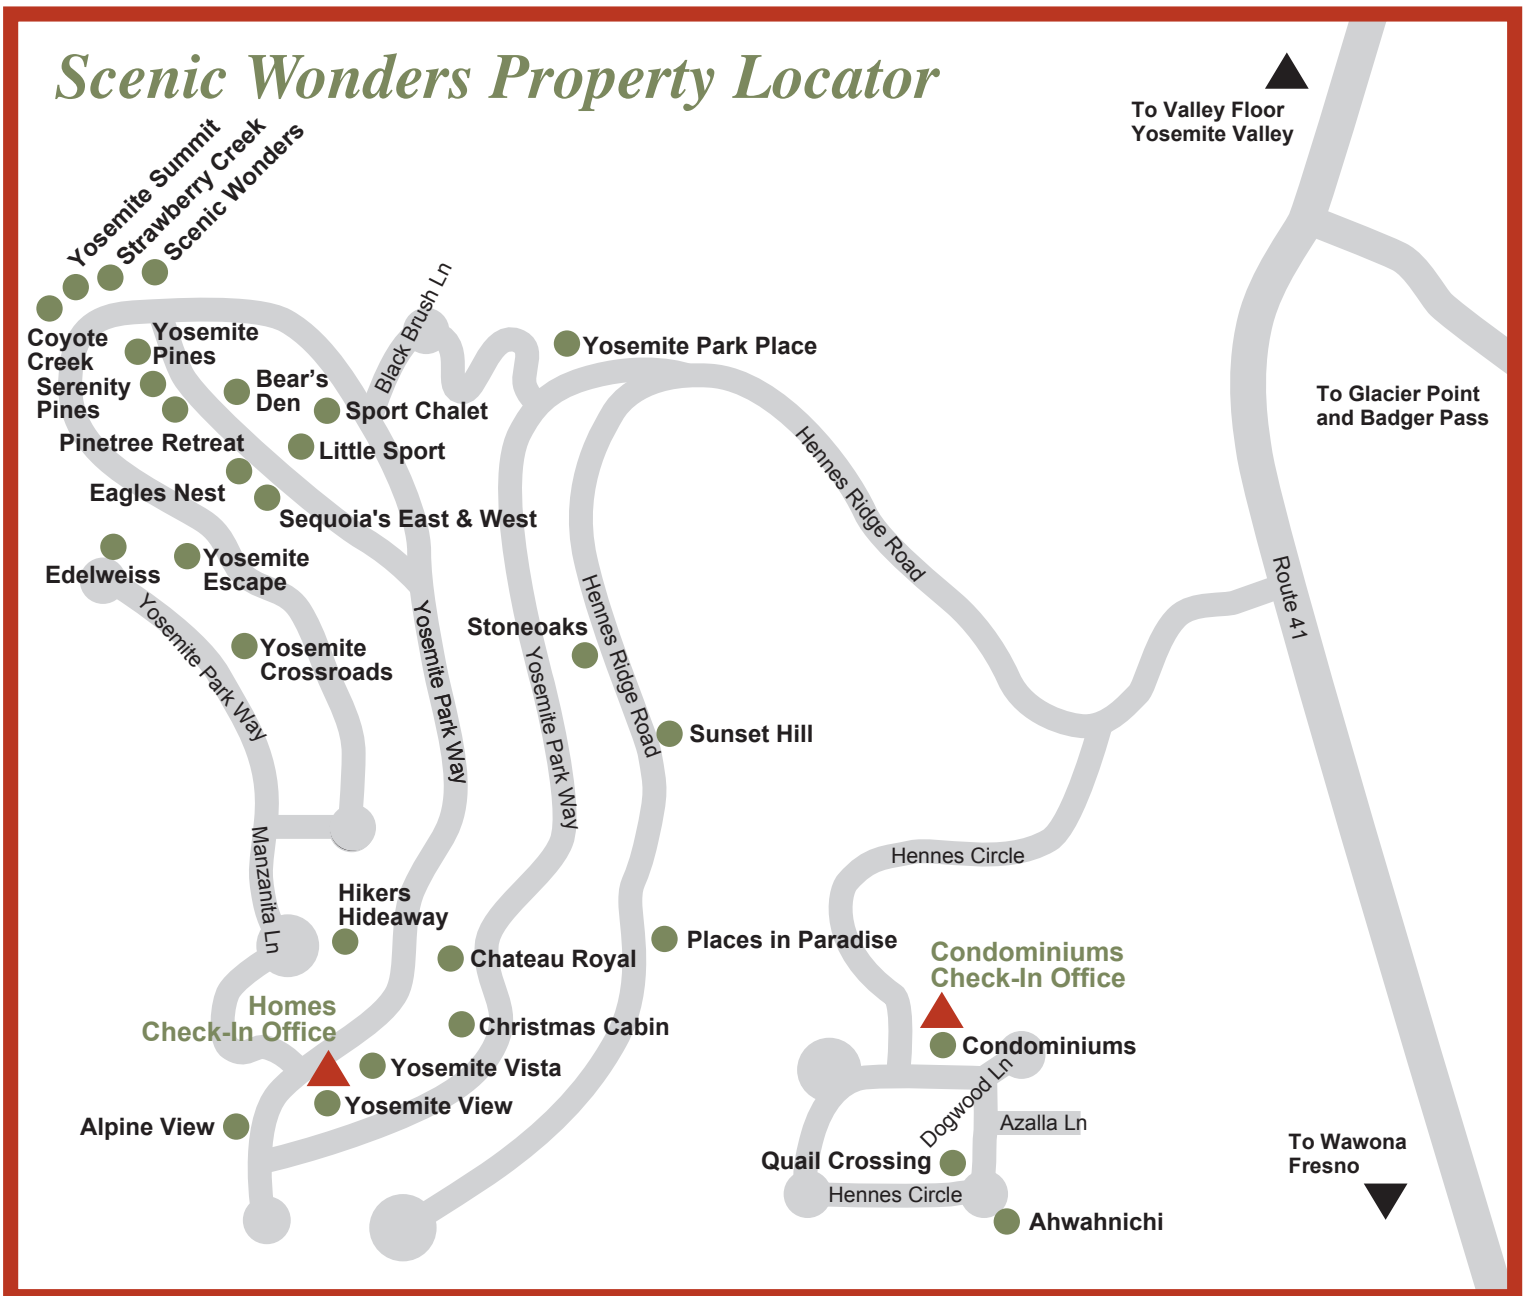 Scenic Wonders Property Locator
To Valley Floor
Yosemite Valley
Yosemite Summit
Strawberry Creek
Scenic Wonders
Black Brush Ln
Coyote
Creek
Yosemite
Pines
Yosemite Park Place
Serenity
Pines
Bear's
Den
Sport Chalet
To Glacier Point
and Badger Pass
Pinetree Retreat
Little Sport
Hennes Ridge Road
Eagles Nest
Sequoia's East & West
Edelweiss
Yosemite
Escape
Route 41
Yosemite Park Way
Yosemite Park Way
Stoneoaks
Hennes Ridge Road
Yosemite
Crossroads
Yosemite Park Way
Sunset Hill
Manzanita Ln
Hennes Circle
Hikers
Hideaway
Chateau Royal
Places in Paradise
Condominiums
Check-In Office
Homes
Check-In Office
Christmas Cabin
Condominiums
Yosemite Vista
Yosemite View
Dogwood Ln
Alpine View
Azalla Ln
Quail Crossing
To Wawona
Fresno
Hennes Circle
Ahwahnichi